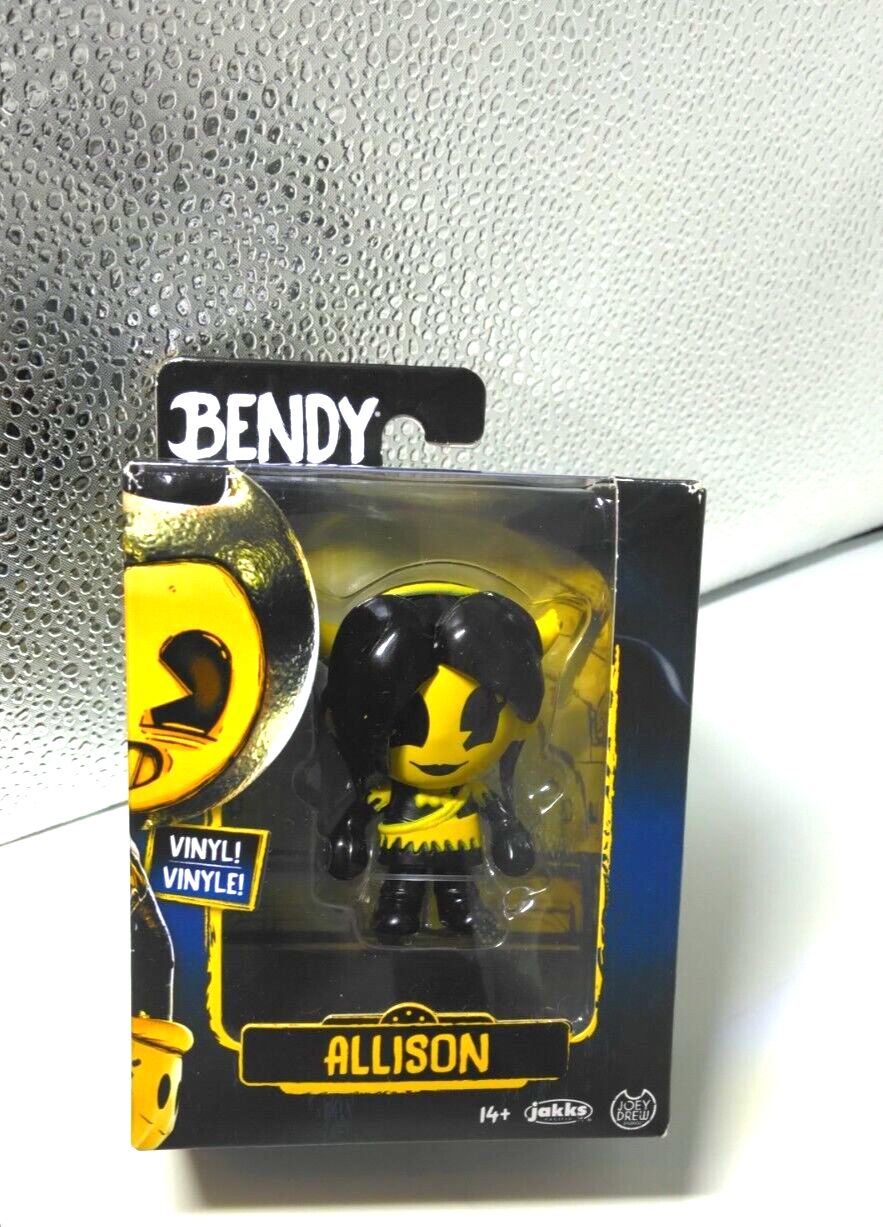 BENDY
VINYL!
VINYLE!
ALLISON
14+
jakks
JOEY
DREW